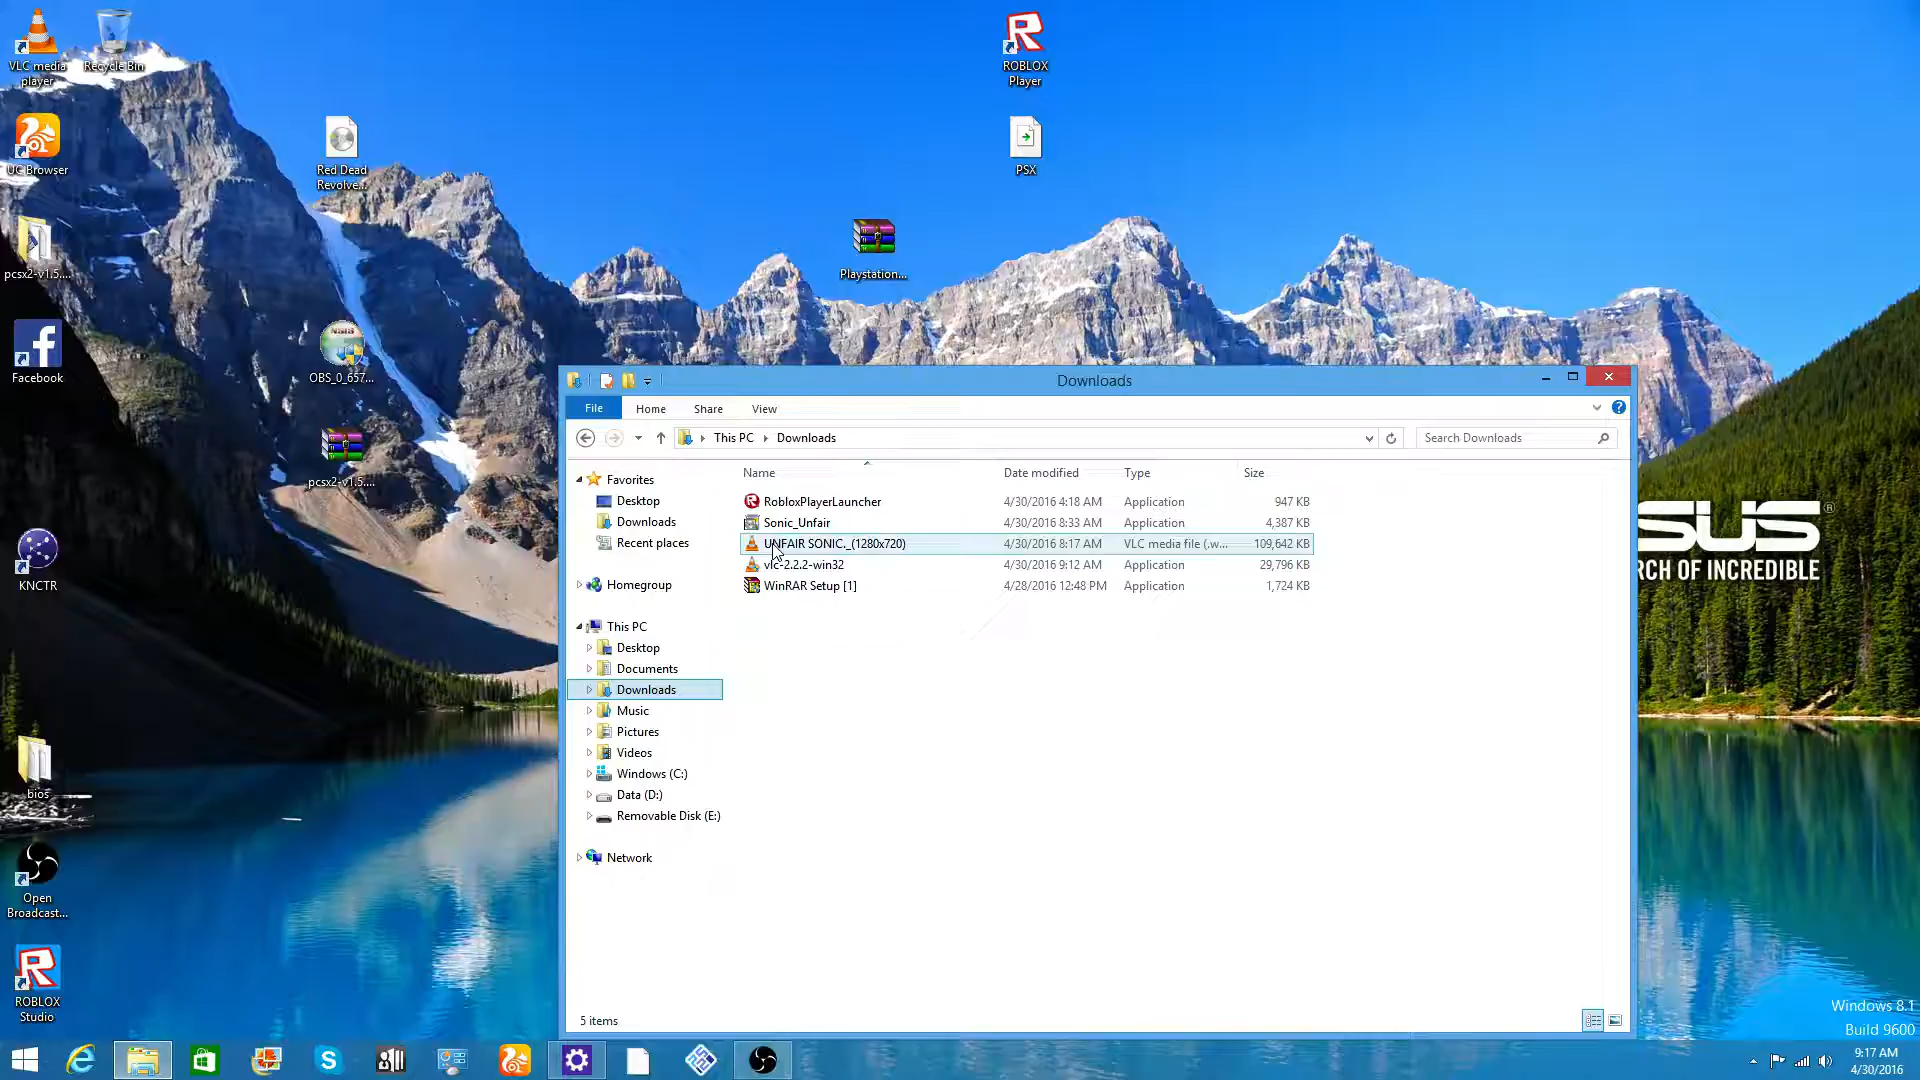 VLC media
player
Recycle Bin
ROBLOX
Player
UC Browser
Red Dead
Revolve...
PSX
pcsx2-v1.5....
Playstation...
Facebook
OBS_0_657...
pcsx2-v1.5....
KNCTR
bios
Open
Broadcast...
ROBLOX
Studio
Downloads
File Home Share View
This PC Downloads
Search Downloads
Favorites
Desktop
Downloads
Recent places
Homegroup
This PC
Desktop
Documents
Downloads
Music
Pictures
Videos
Windows (C:)
Data (D:)
Removable Disk (E:)
Network
Name Date modified Type Size
RobloxPlayerLauncher 4/30/2016 4:18 AM Application 947 KB
Sonic_Unfair 4/30/2016 8:33 AM Application 4,387 KB
UNFAIR SONIC._(1280x720) 4/30/2016 8:17 AM VLC media file (.w... 109,642 KB
vlc-2.2.2-win32 4/30/2016 9:12 AM Application 29,796 KB
WinRAR Setup [1] 4/28/2016 12:48 PM Application 1,724 KB
5 items
SUS®
RCH OF INCREDIBLE
Windows 8.1
Build 9600
9:17 AM
4/30/2016